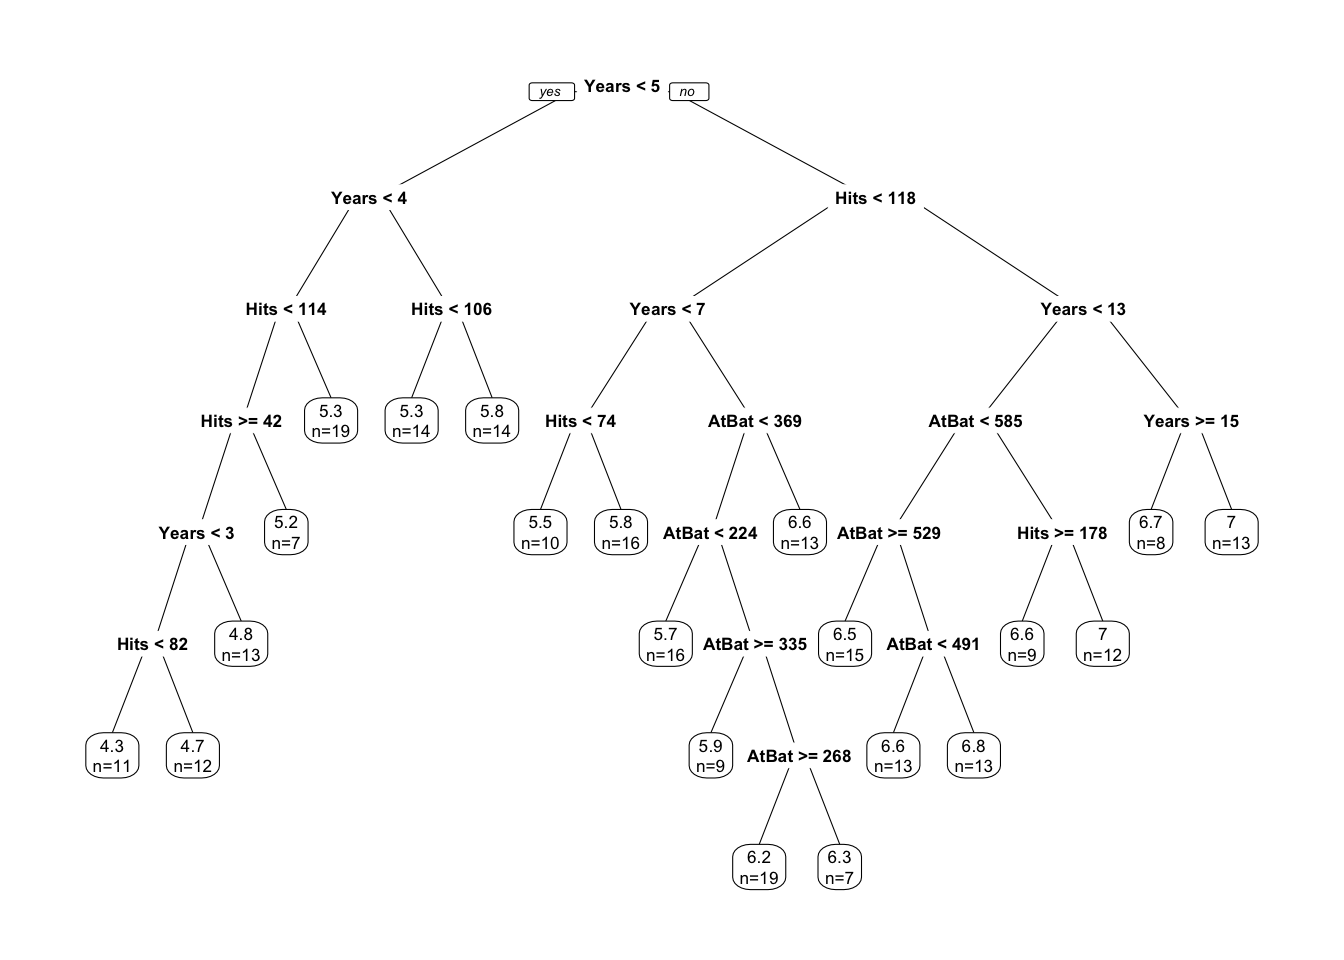 yes
Years < 5
no
Years < 4
Hits < 118
Hits < 114
Hits < 106
Years < 7
Years < 13
Hits >= 42
5.3
n=19
5.3
n=14
5.8
n=14
Hits < 74
AtBat < 369
AtBat < 585
Years >= 15
Years < 3
5.2
n=7
5.5
n=10
5.8
n=16
AtBat < 224
6.6
n=13
AtBat >= 529
Hits >= 178
6.7
n=8
7
n=13
Hits < 82
4.8
n=13
5.7
n=16
AtBat >= 335
6.5
n=15
AtBat < 491
6.6
n=9
7
n=12
4.3
n=11
4.7
n=12
5.9
n=9
AtBat >= 268
6.6
n=13
6.8
n=13
6.2
n=19
6.3
n=7